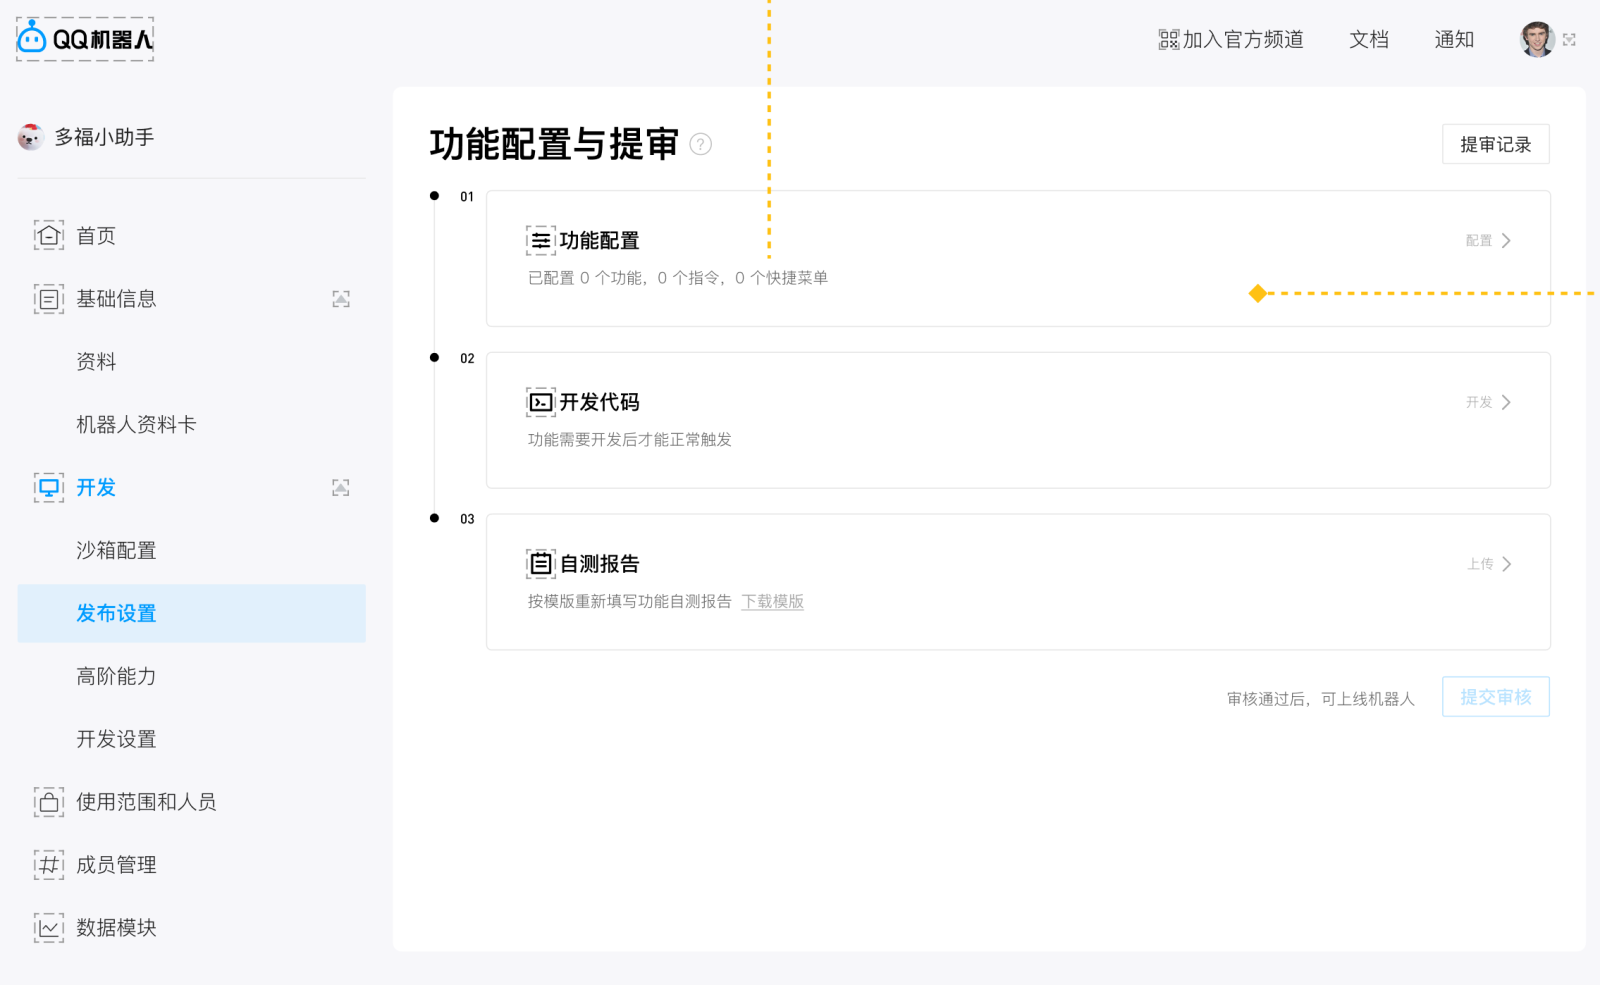 QQ机器人
加入官方频道
文档
通知
多福小助手
首页
基础信息
资料
机器人资料卡
开发
沙箱配置
发布设置
高阶能力
开发设置
使用范围和人员
成员管理
数据模块
功能配置与提审 ?
提审记录
01
功能配置
配置
已配置 0 个功能，0 个指令，0 个快捷菜单
02
开发代码
开发
功能需要开发后才能正常触发
03
自测报告
上传
按模版重新填写功能自测报告 下载模版
审核通过后，可上线机器人
提交审核